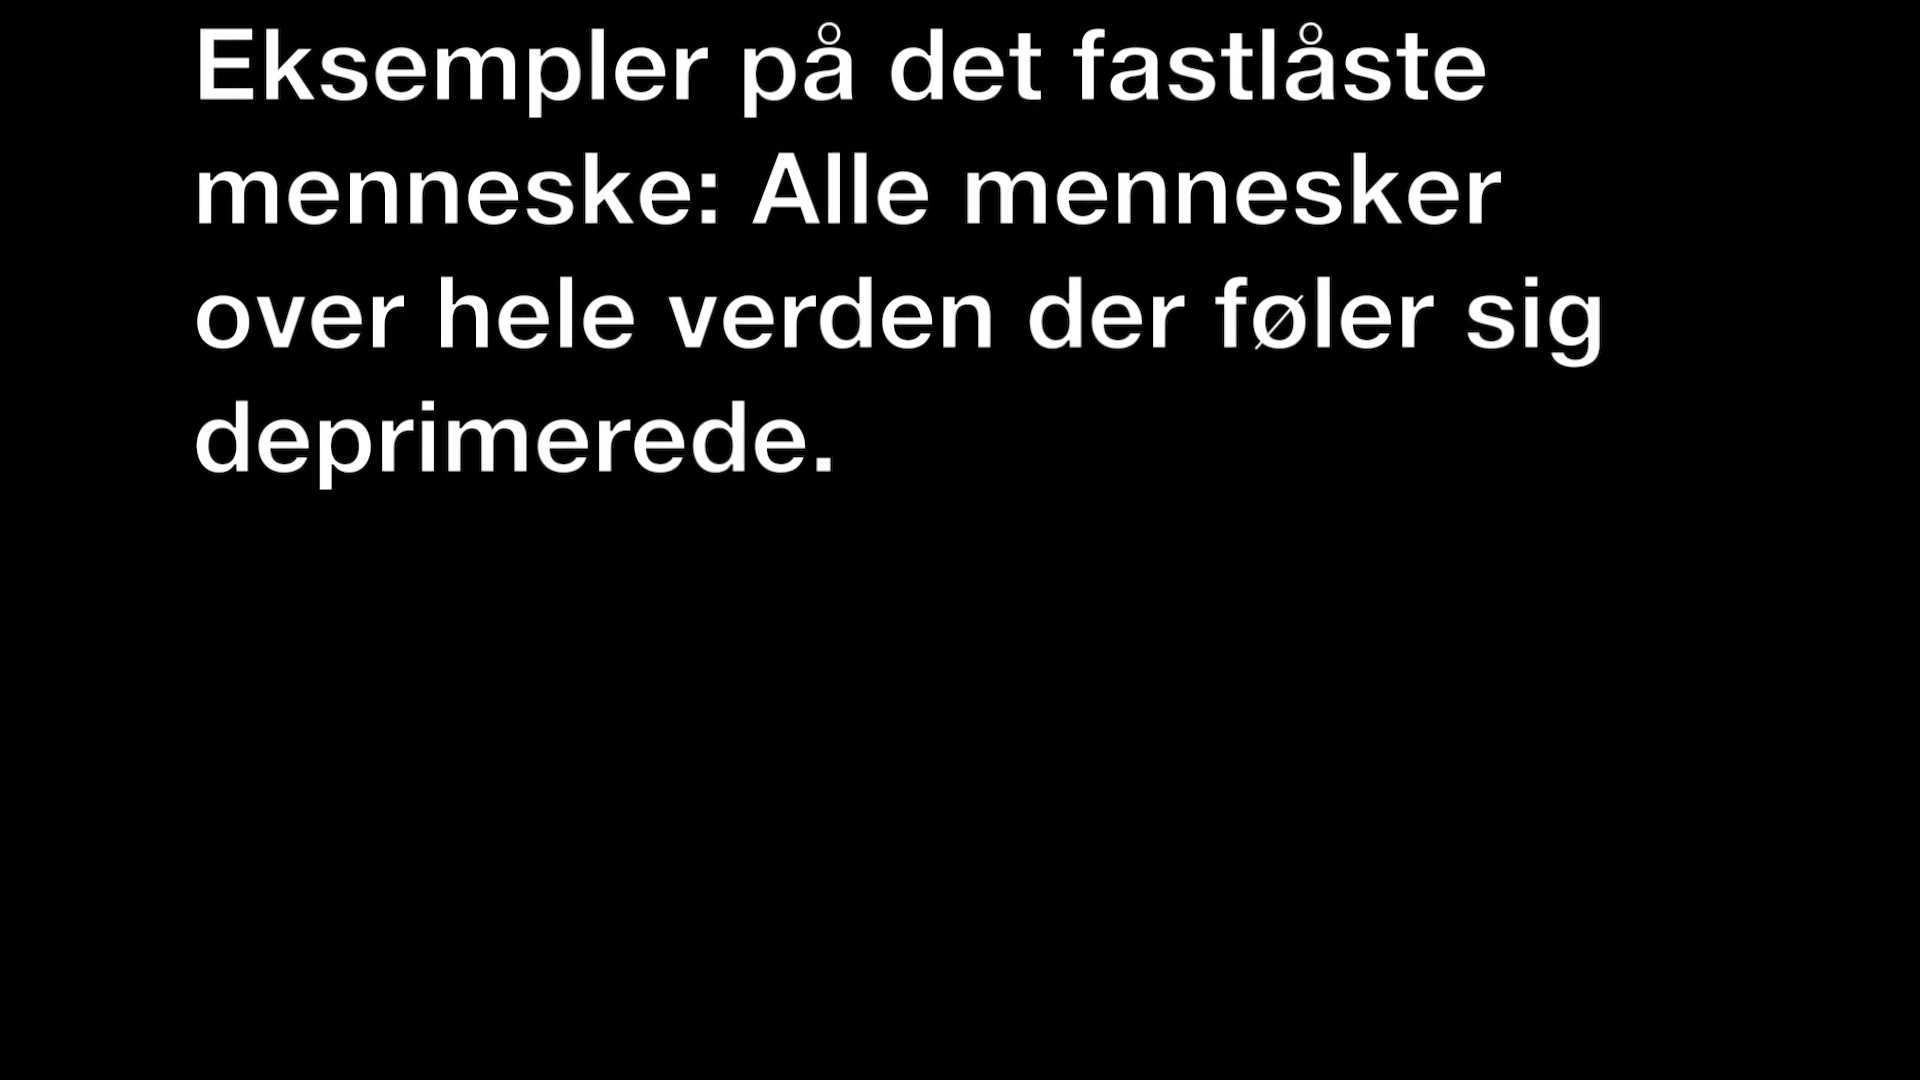 Eksempler på det fastlåste
menneske: Alle mennesker
over hele verden der føler sig
deprimerede.